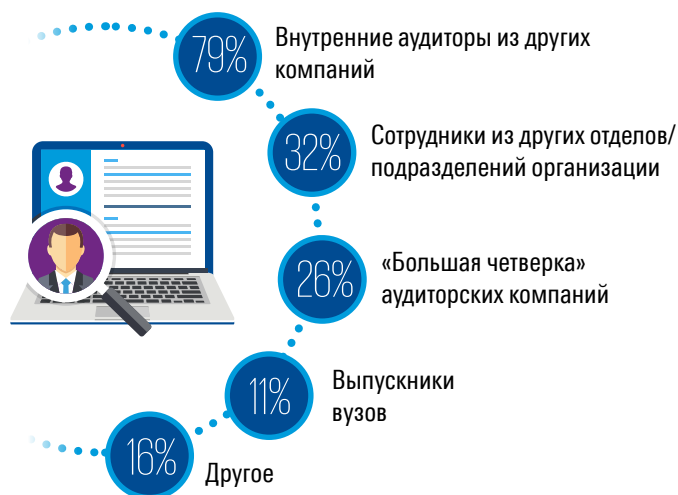 79%
Внутренние аудиторы из других
компаний
32%
Сотрудники из других отделов/
подразделений организации
26%
«Большая четверка»
аудиторских компаний
11%
Выпускники
вузов
16%
Другое